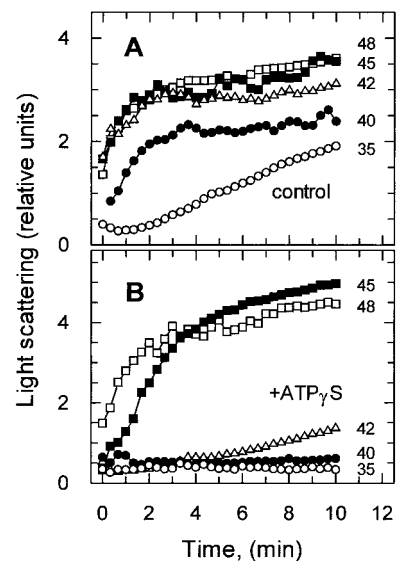 Light scattering (relative units)
A
4
2
0
48
45
42
40
35
control
B
4
2
0
45
48
+ATPγS
42
40
35
0 2 4 6 8 10 12
Time, (min)